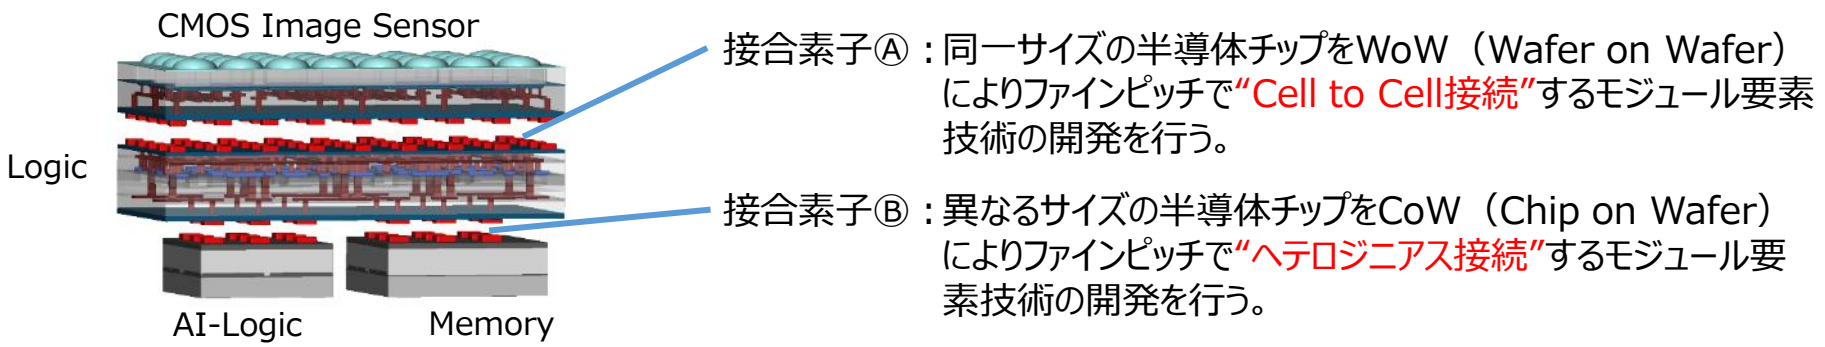 CMOS Image Sensor
Logic
AI-Logic
Memory
接合素子Ⓐ：同一サイズの半導体チップをWoW（Wafer on Wafer）
によりファインピッチで“Cell to Cell接続”するモジュール要素
技術の開発を行う。
接合素子Ⓑ：異なるサイズの半導体チップをCoW（Chip on Wafer）
によりファインピッチで“ヘテロジニアス接続”するモジュール要
素技術の開発を行う。